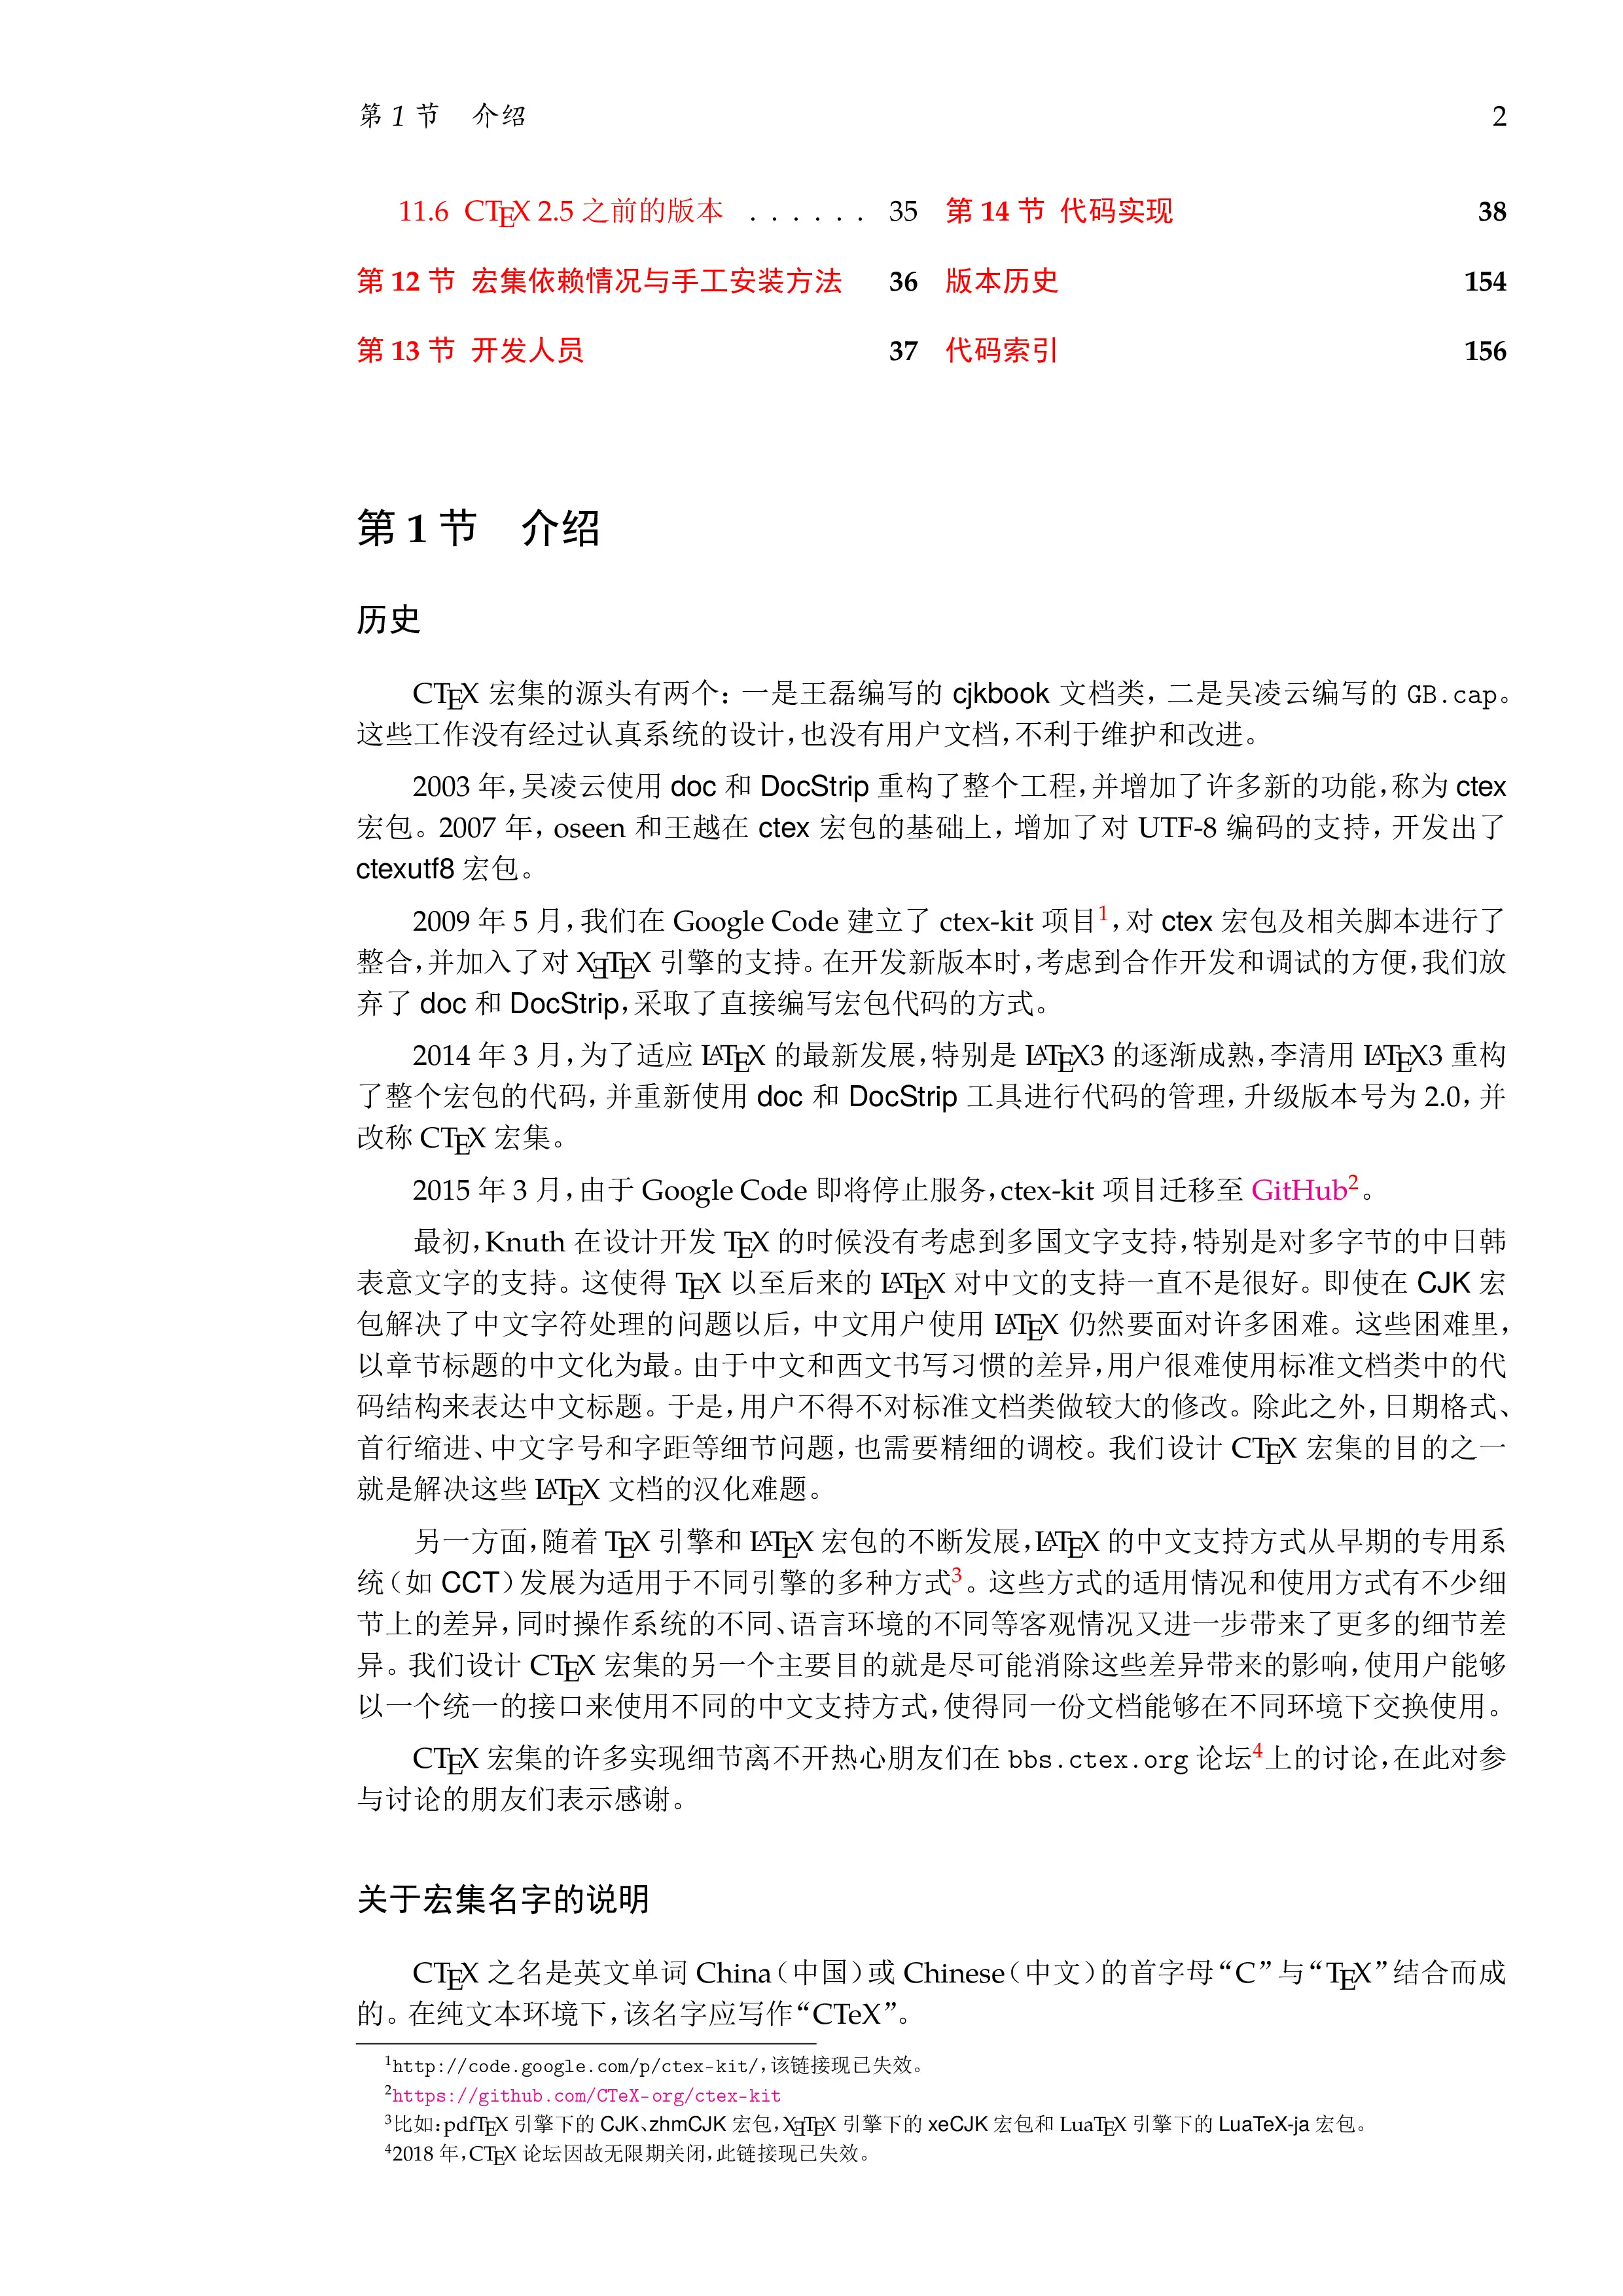 第 1 节　介绍 2
11.6 CTEX 2.5 之前的版本 . . . . . . 35
第 12 节 宏集依赖情况与手工安装方法 36
第 13 节 开发人员 37
第 14 节 代码实现 38
版本历史 154
代码索引 156
第 1 节　介绍
历史
CTEX 宏集的源头有两个：一是王磊编写的 cjkbook 文档类，二是吴凌云编写的 GB.cap。
这些工作没有经过认真系统的设计，也没有用户文档，不利于维护和改进。
2003 年，吴凌云使用 doc 和 DocStrip 重构了整个工程，并增加了许多新的功能，称为 ctex
宏包。2007 年，oseen 和王越在 ctex 宏包的基础上，增加了对 UTF-8 编码的支持，开发出了
ctexutf8 宏包。
2009 年 5 月，我们在 Google Code 建立了 ctex-kit 项目1，对 ctex 宏包及相关脚本进行了
整合，并加入了对 XƎTEX 引擎的支持。在开发新版本时，考虑到合作开发和调试的方便，我们放
弃了 doc 和 DocStrip，采取了直接编写宏包代码的方式。
2014 年 3 月，为了适应 LATEX 的最新发展，特别是 LATEX3 的逐渐成熟，李清用 LATEX3 重构
了整个宏包的代码，并重新使用 doc 和 DocStrip 工具进行代码的管理，升级版本号为 2.0，并
改称 CTEX 宏集。
2015 年 3 月，由于 Google Code 即将停止服务，ctex-kit 项目迁移至 GitHub2。
最初，Knuth 在设计开发 TEX 的时候没有考虑到多国文字支持，特别是对多字节的中日韩
表意文字的支持。这使得 TEX 以至后来的 LATEX 对中文的支持一直不是很好。即使在 CJK 宏
包解决了中文字符处理的问题以后，中文用户使用 LATEX 仍然要面对许多困难。这些困难里，
以章节标题的中文化为最。由于中文和西文书写习惯的差异，用户很难使用标准文档类中的代
码结构来表达中文标题。于是，用户不得不对标准文档类做较大的修改。除此之外，日期格式、
首行缩进、中文字号和字距等细节问题，也需要精细的调校。我们设计 CTEX 宏集的目的之一
就是解决这些 LATEX 文档的汉化难题。
另一方面，随着 TEX 引擎和 LATEX 宏包的不断发展，LATEX 的中文支持方式从早期的专用系
统（如 CCT）发展为适用于不同引擎的多种方式3。这些方式的适用情况和使用方式有不少细
节上的差异，同时操作系统的不同、语言环境的不同等客观情况又进一步带来了更多的细节差
异。我们设计 CTEX 宏集的另一个主要目的就是尽可能消除这些差异带来的影响，使用户能够
以一个统一的接口来使用不同的中文支持方式，使得同一份文档能够在不同环境下交换使用。
CTEX 宏集的许多实现细节离不开热心朋友们在 bbs.ctex.org 论坛4上的讨论，在此对参
与讨论的朋友们表示感谢。
关于宏集名字的说明
CTEX 之名是英文单词 China（中国）或 Chinese（中文）的首字母“C”与“TEX”结合而成
的。在纯文本环境下，该名字应写作“CTeX”。
1http://code.google.com/p/ctex-kit/，该链接现已失效。
2https://github.com/CTeX-org/ctex-kit
3比如：pdfTEX 引擎下的 CJK、zhmCJK 宏包，XƎTEX 引擎下的 xeCJK 宏包和 LuaTEX 引擎下的 LuaTeX-ja 宏包。
42018 年，CTEX 论坛因故无限期关闭，此链接现已失效。